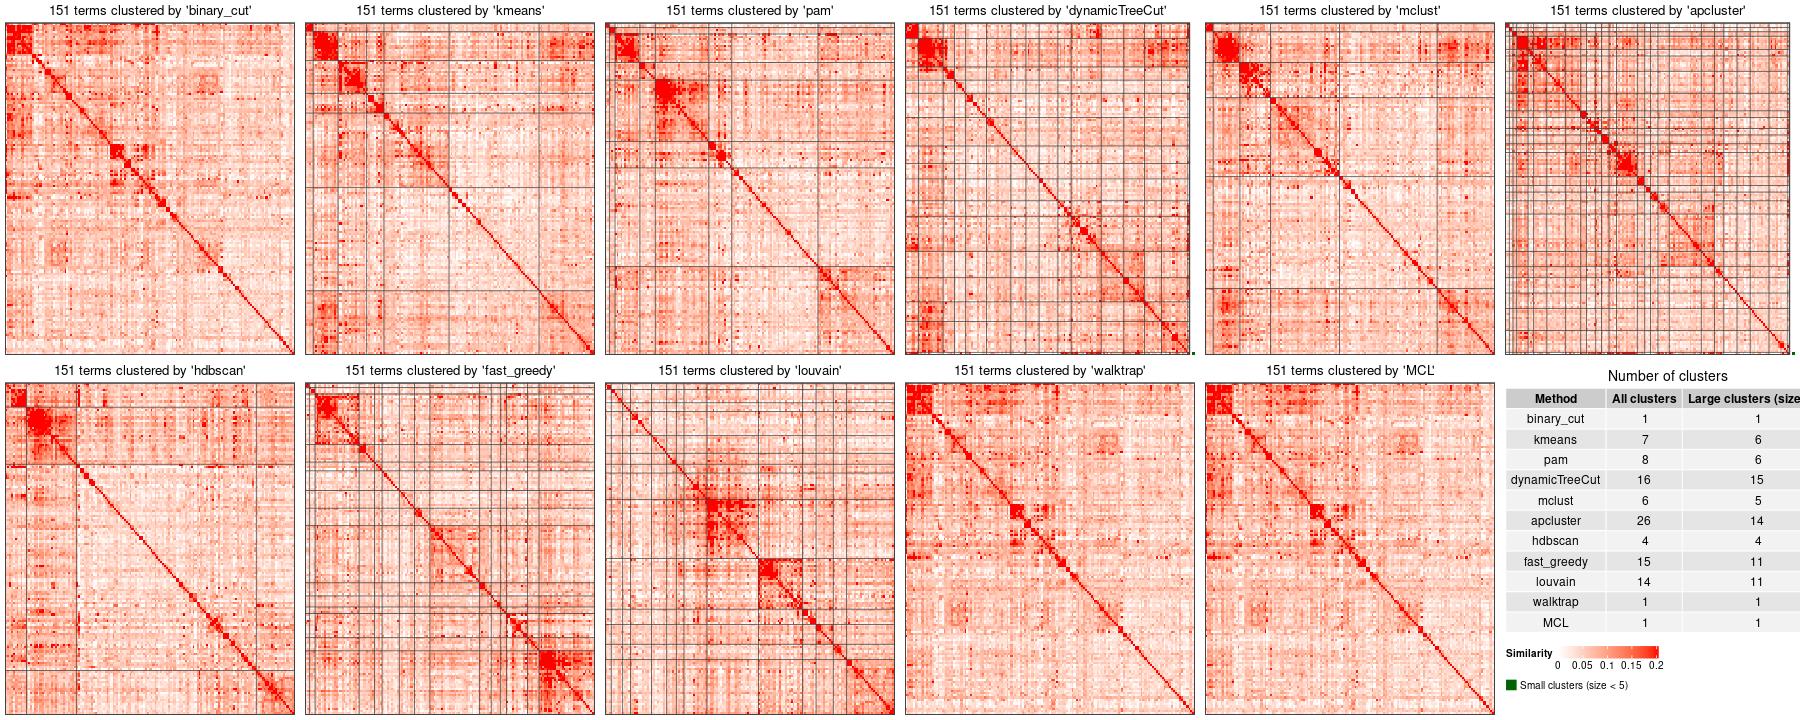 151 terms clustered by 'binary_cut'
151 terms clustered by 'kmeans'
151 terms clustered by 'pam'
151 terms clustered by 'dynamicTreeCut'
151 terms clustered by 'mclust'
151 terms clustered by 'apcluster'
151 terms clustered by 'hdbscan'
151 terms clustered by 'fast_greedy'
151 terms clustered by 'louvain'
151 terms clustered by 'walktrap'
151 terms clustered by 'MCL'
Number of clusters
Method All clusters Large clusters (size
binary_cut 1 1
kmeans 7 6
pam 8 6
dynamicTreeCut 16 15
mclust 6 5
apcluster 26 14
hdbscan 4 4
fast_greedy 15 11
louvain 14 11
walktrap 1 1
MCL 1 1
Similarity
0 0.05 0.1 0.15 0.2
Small clusters (size < 5)